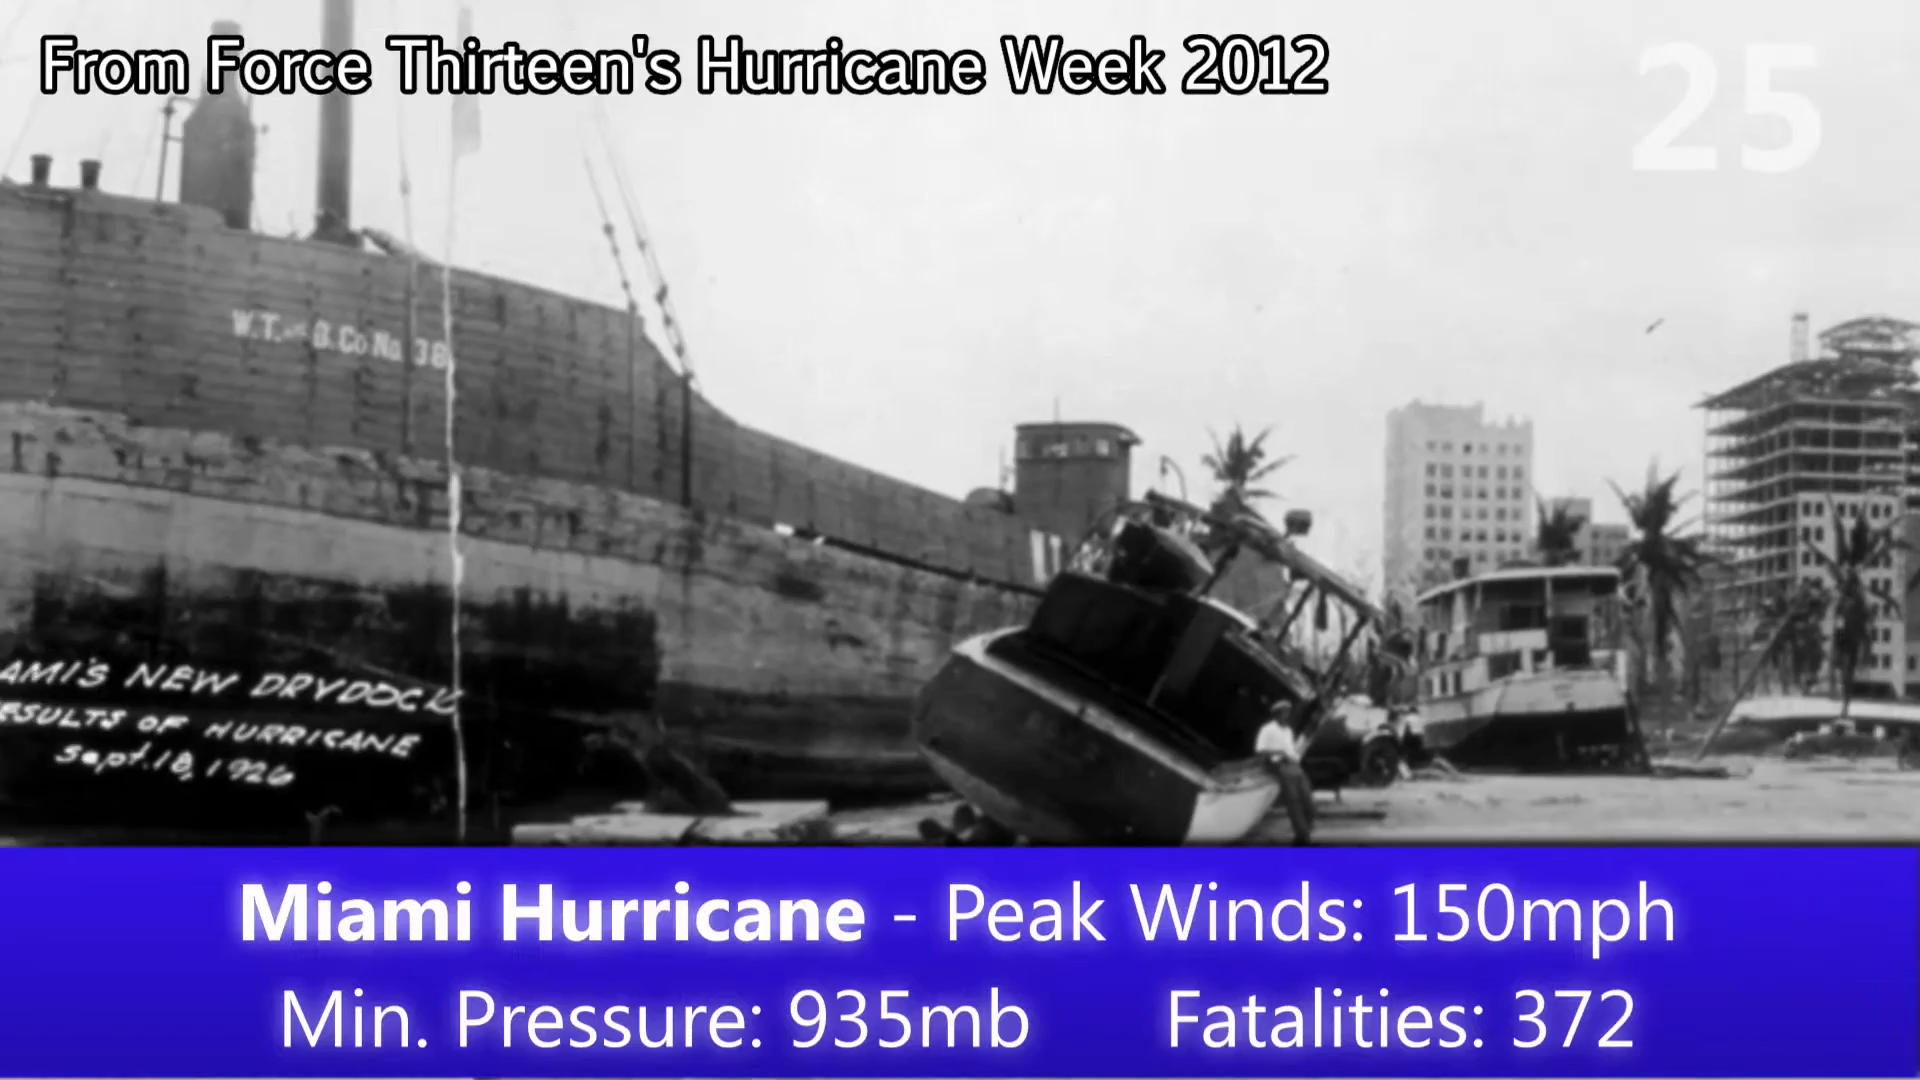 From Force Thirteen's Hurricane Week 2012
25
W.T. B.Co No 38
AMI'S NEW DRYDOCK
ESULTS OF HURRICANE
Sept. 18, 1926
Miami Hurricane - Peak Winds: 150mph
Min. Pressure: 935mb Fatalities: 372